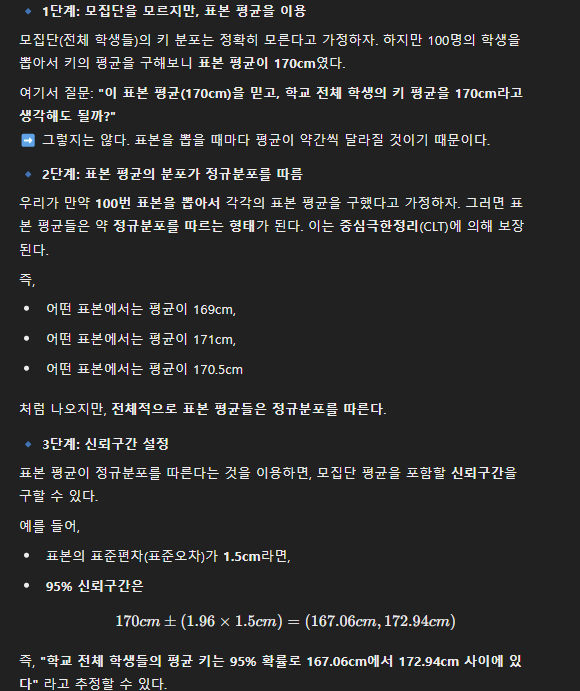 1단계: 모집단을 모르지만, 표본 평균을 이용
모집단(전체 학생들)의 키 분포는 정확히 모른다고 가정하자. 하지만 100명의 학생을
뽑아서 키의 평균을 구해보니 표본 평균이 170cm였다.
여기서 질문: "이 표본 평균(170cm)을 믿고, 학교 전체 학생의 키 평균을 170cm라고
생각해도 될까?"
➡ 그렇지는 않다. 표본을 뽑을 때마다 평균이 약간씩 달라질 것이기 때문이다.
2단계: 표본 평균의 분포가 정규분포를 따름
우리가 만약 100번 표본을 뽑아서 각각의 표본 평균을 구했다고 가정하자. 그러면 표
본 평균들은 약 정규분포를 따르는 형태가 된다. 이는 중심극한정리(CLT)에 의해 보장
된다.
즉,
• 어떤 표본에서는 평균이 169cm,
• 어떤 표본에서는 평균이 171cm,
• 어떤 표본에서는 평균이 170.5cm
처럼 나오지만, 전체적으로 표본 평균들은 정규분포를 따른다.
3단계: 신뢰구간 설정
표본 평균이 정규분포를 따른다는 것을 이용하면, 모집단 평균을 포함할 신뢰구간을
구할 수 있다.
예를 들어,
• 표본의 표준편차(표준오차)가 1.5cm라면,
• 95% 신뢰구간은
170cm ± (1.96 × 1.5cm) = (167.06cm, 172.94cm)
즉, "학교 전체 학생들의 평균 키는 95% 확률로 167.06cm에서 172.94cm 사이에 있
다" 라고 추정할 수 있다.